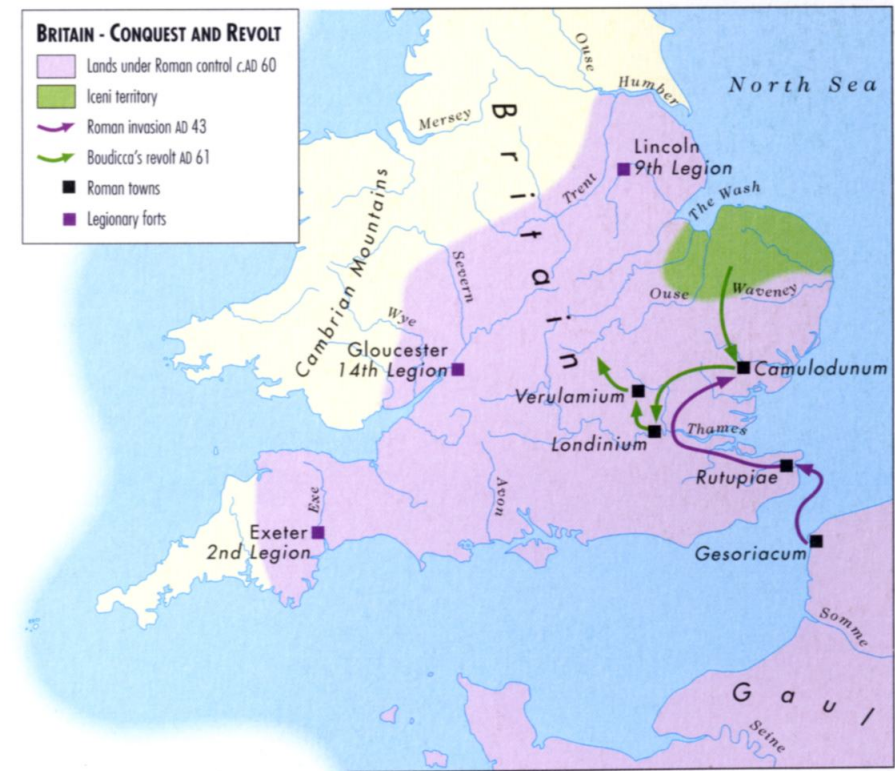 BRITAIN - CONQUEST AND REVOLT
Lands under Roman control c.AD 60
Iceni territory
Roman invasion AD 43
Boudicca's revolt AD 61
Roman towns
Legionary forts
Ouse
Humber
North Sea
Mersey
Britain
Lincoln
9th Legion
Trent
The Wash
Cambrian Mountains
Severn
Wye
Ouse
Waveney
Gloucester
14th Legion
Camulodunum
Verulamium
Londinium
Thames
Rutupiae
Exe
Avon
Exeter
2nd Legion
Gesoriacum
Somme
Gaul
Seine